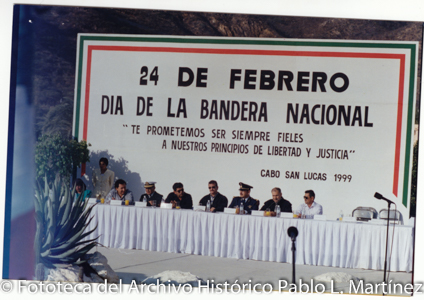 24 DE FEBRERO
DIA DE LA BANDERA NACIONAL
"TE PROMETEMOS SER SIEMPRE FIELES
A NUESTROS PRINCIPIOS DE LIBERTAD Y JUSTICIA"
CABO SAN LUCAS 1999
© Fototeca del Archivo Histórico Pablo L. Martínez